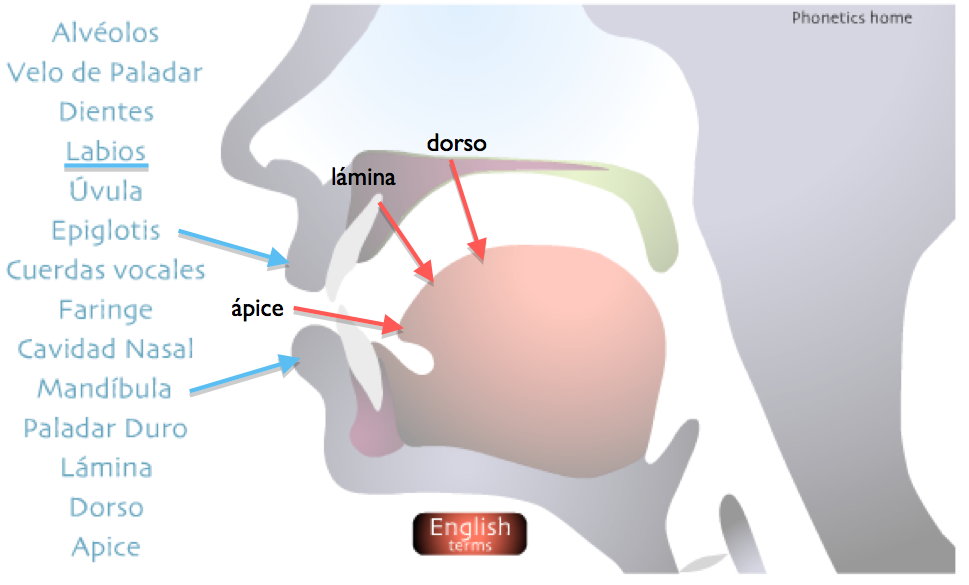 Phonetics home
Alvéolos
Velo de Paladar
Dientes
Labios
Úvula
Epiglotis
Cuerdas vocales
Faringe
Cavidad Nasal
Mandíbula
Paladar Duro
Lámina
Dorso
Apice
dorso
lámina
ápice
English
terms